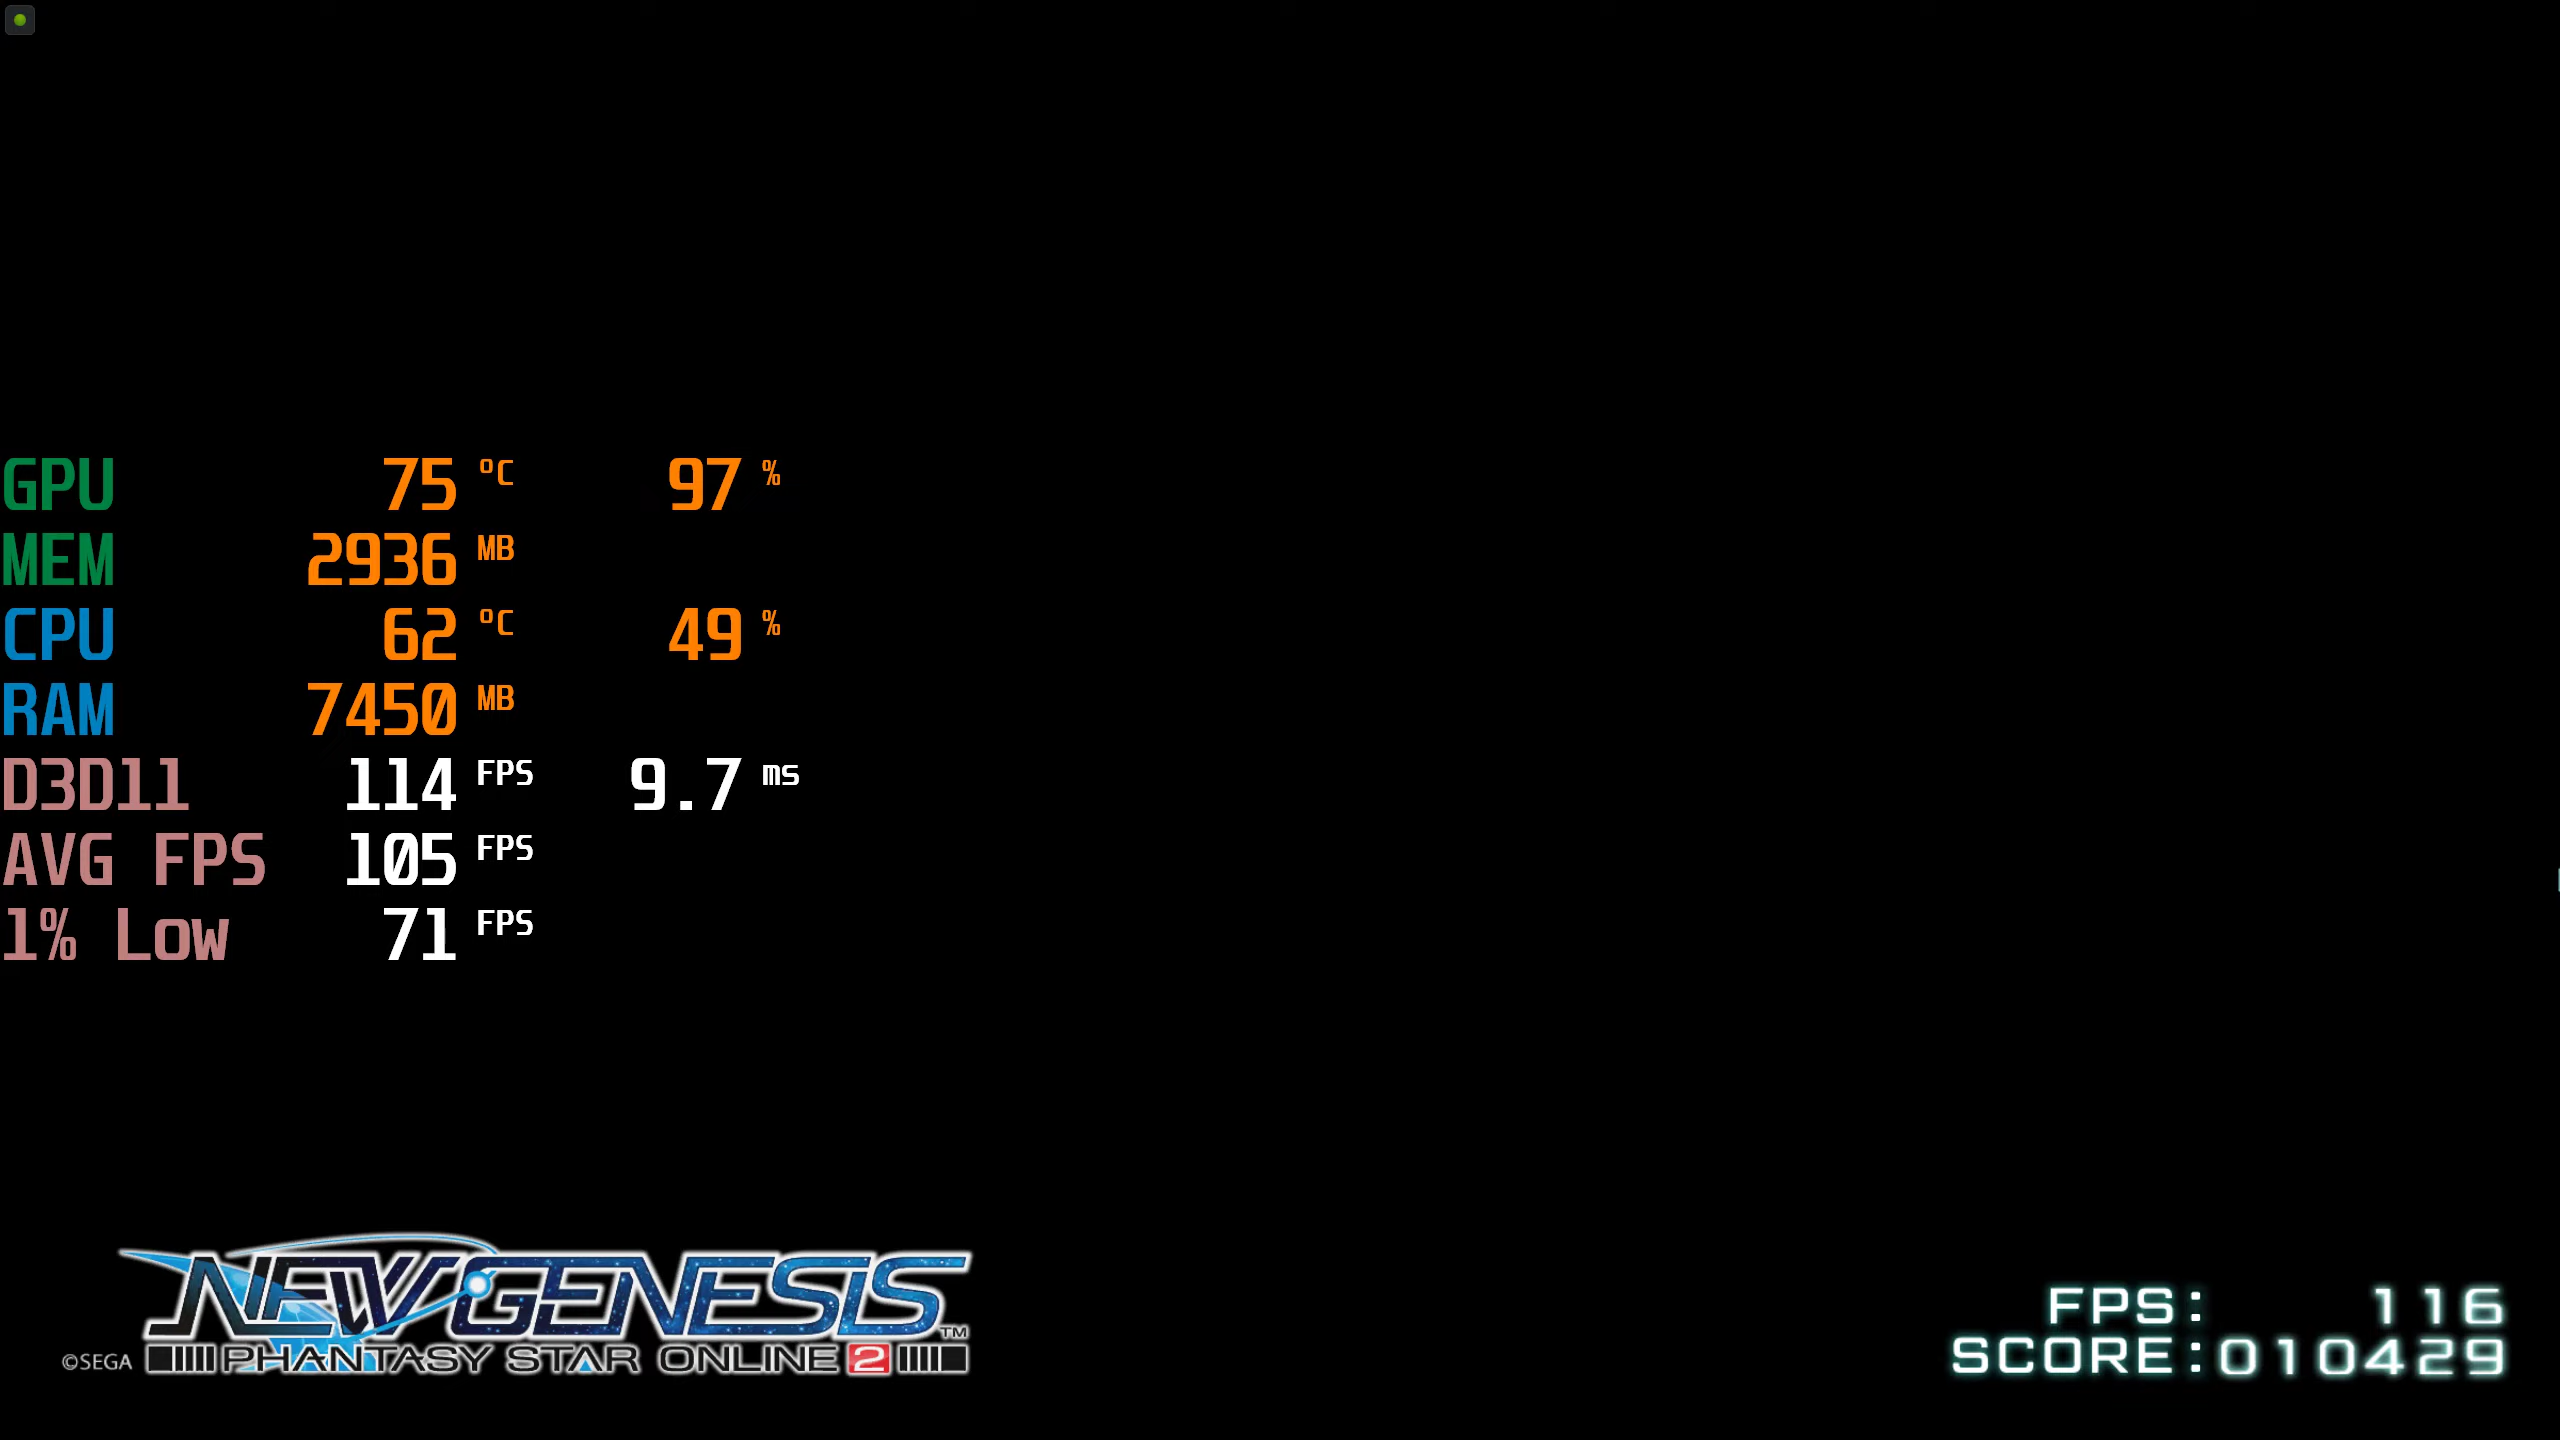 GPU 75 °C 97 %
MEM 2936 MB
CPU 62 °C 49 %
RAM 7450 MB
D3D11 114 FPS 9.7 ms
AVG FPS 105 FPS
1% Low 71 FPS
NEW GENESIS TM
©SEGA PHANTASY STAR ONLINE 2
FPS: 116
SCORE:010429